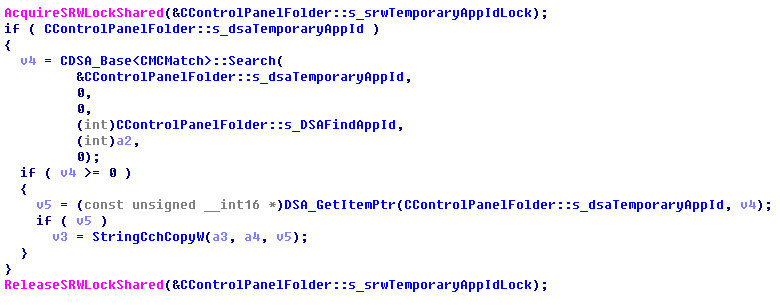 AcquireSRWLockShared(&CControlPanelFolder::s_srwTemporaryAppIdLock);
if ( CControlPanelFolder::s_dsaTemporaryAppId )
{
v4 = CDSA_Base<CMCMatch>::Search(
&CControlPanelFolder::s_dsaTemporaryAppId,
0,
0,
(int)CControlPanelFolder::s_DSAFindAppId,
(int)a2,
0);
if ( v4 >= 0 )
{
v5 = (const unsigned __int16 *)DSA_GetItemPtr(CControlPanelFolder::s_dsaTemporaryAppId, v4);
if ( v5 )
v3 = StringCchCopyW(a3, a4, v5);
}
}
ReleaseSRWLockShared(&CControlPanelFolder::s_srwTemporaryAppIdLock);